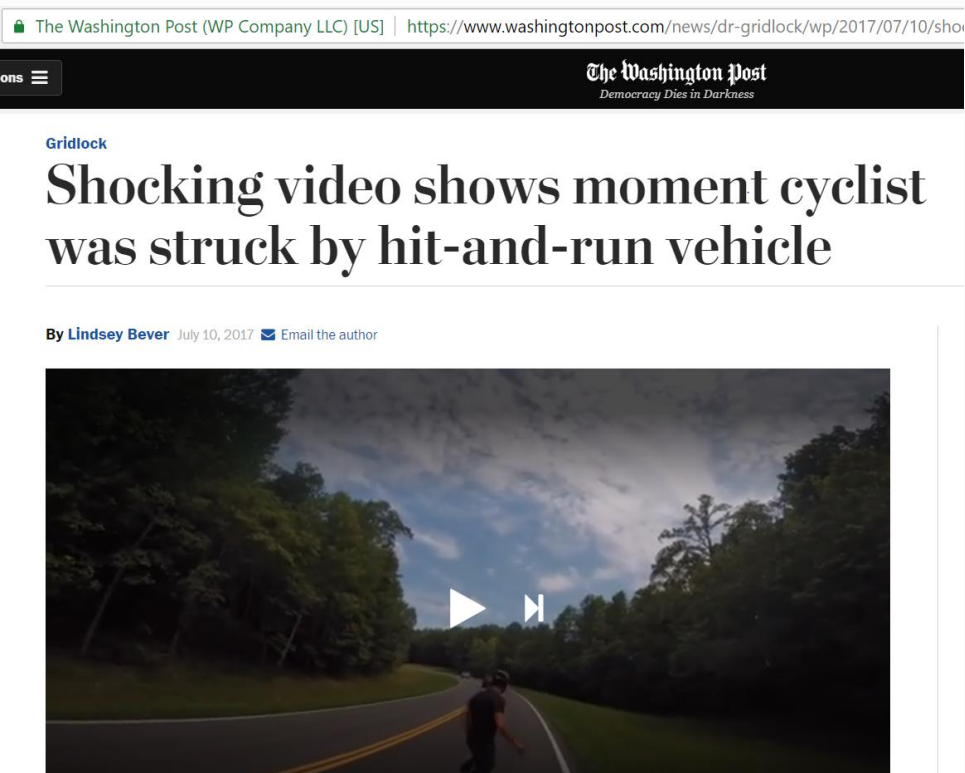 The Washington Post (WP Company LLC) [US] | https://www.washingtonpost.com/news/dr-gridlock/wp/2017/07/10/sho
ons
The Washington Post
Democracy Dies in Darkness
Gridlock
Shocking video shows moment cyclist
was struck by hit-and-run vehicle
By Lindsey Bever July 10, 2017 Email the author